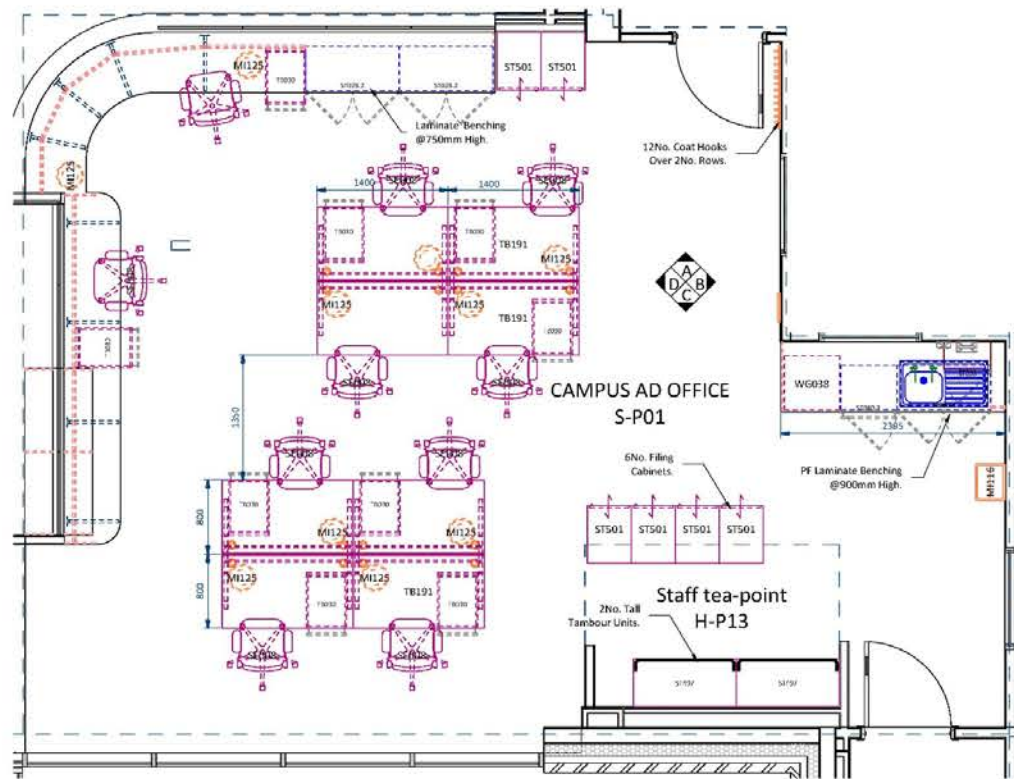 ST501 ST501
MI125
Laminate Benching
@750mm High.
12No. Coat Hooks
Over 2No. Rows.
MI125
1400 1400
TB191
MI125
A
D B
C
MI125 MI125
TB191
WG038
CAMPUS AD OFFICE
S-P01
2395
1350
6No. Filing
Cabinets.
PF Laminate Benching
@900mm High.
MI116
ST501 ST501 ST501 ST501
800
MI125 MI125
MI125 MI125
800
TB191
Staff tea-point
H-P13
2No. Tall
Tambour Units.